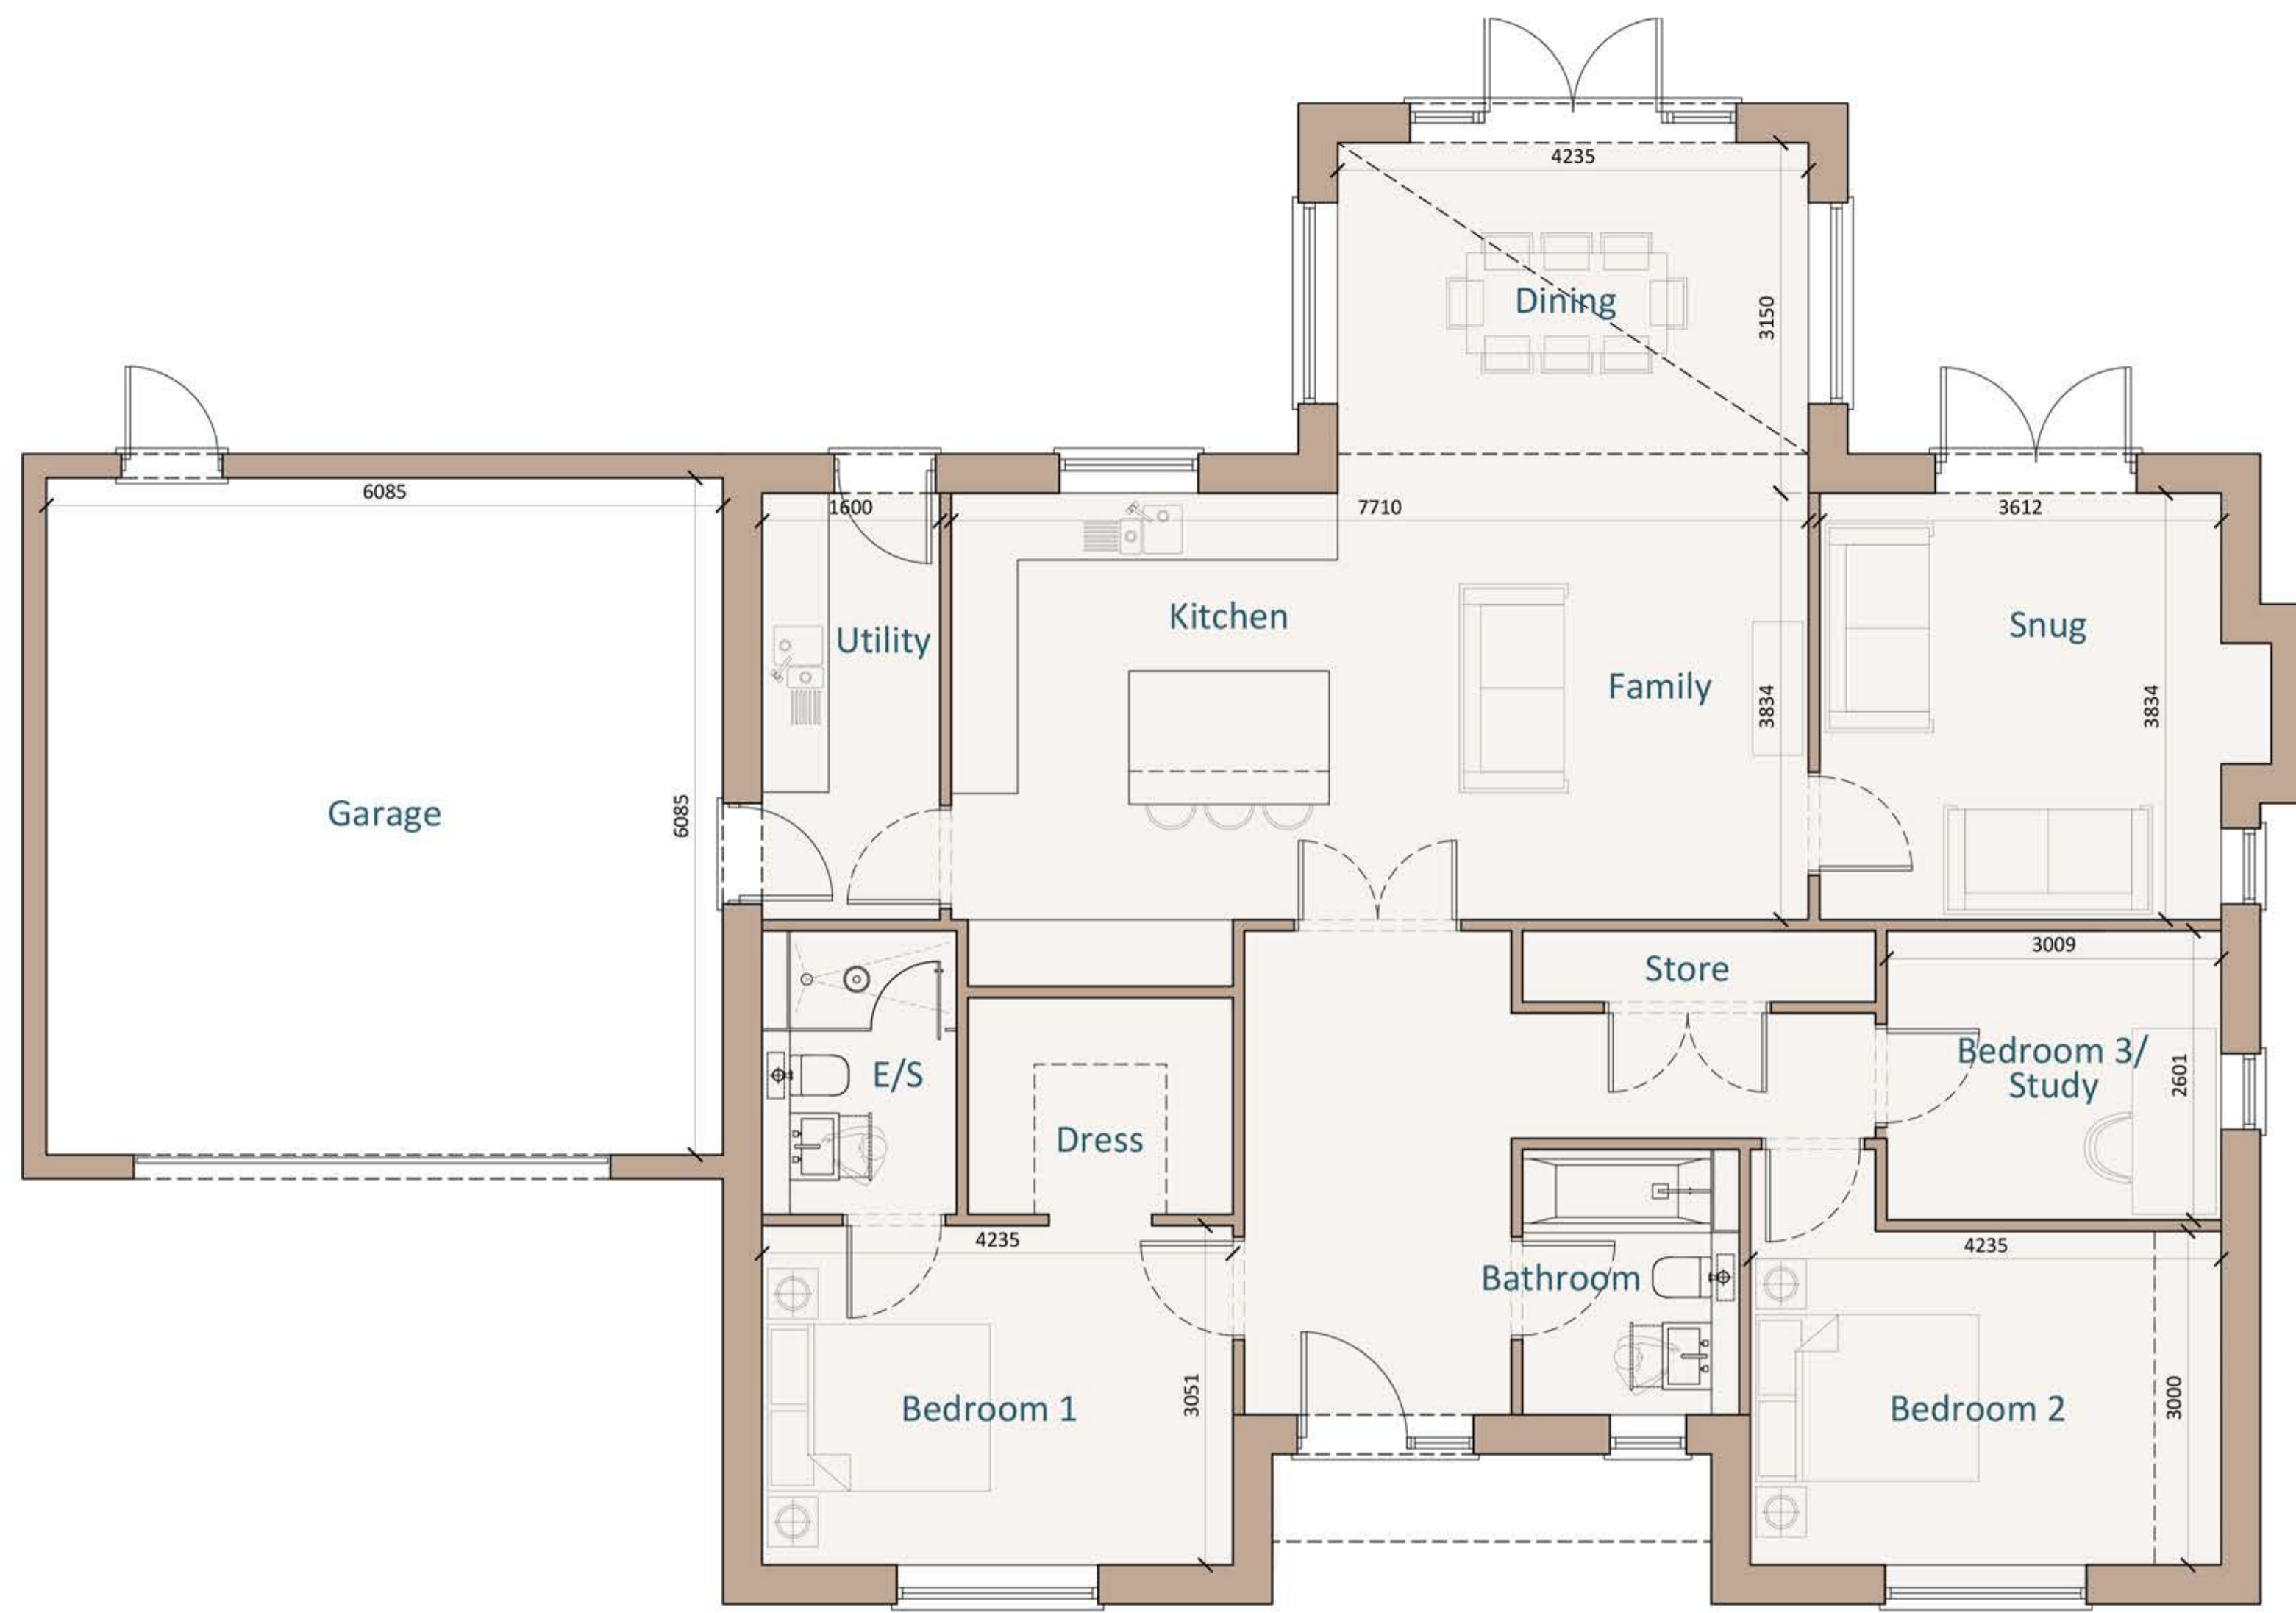 4235
Dining
3150
6085
1600
7710
3612
Kitchen
Utility
Snug
Family
3834
3834
Garage
6085
Store
3009
Bedroom 3/
Study
2601
E/S
Dress
4235
4235
Bathroom
Bedroom 1
3051
Bedroom 2
3000